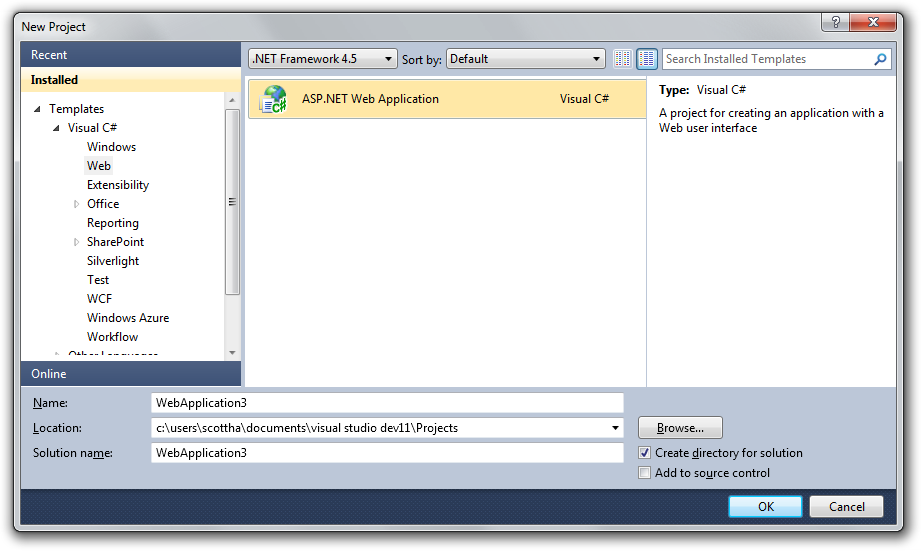 New Project
?
Recent
.NET Framework 4.5
Sort by:
Default
Search Installed Templates
Installed
Templates
Visual C#
Windows
Web
Extensibility
Office
Reporting
SharePoint
Silverlight
Test
WCF
Windows Azure
Workflow
Other Languages
ASP.NET Web Application
Visual C#
C#
Type: Visual C#
A project for creating an application with a
Web user interface
Online
Name:
WebApplication3
Location:
c:\users\scottha\documents\visual studio dev11\Projects
Browse...
Solution name:
WebApplication3
Create directory for solution
Add to source control
OK
Cancel